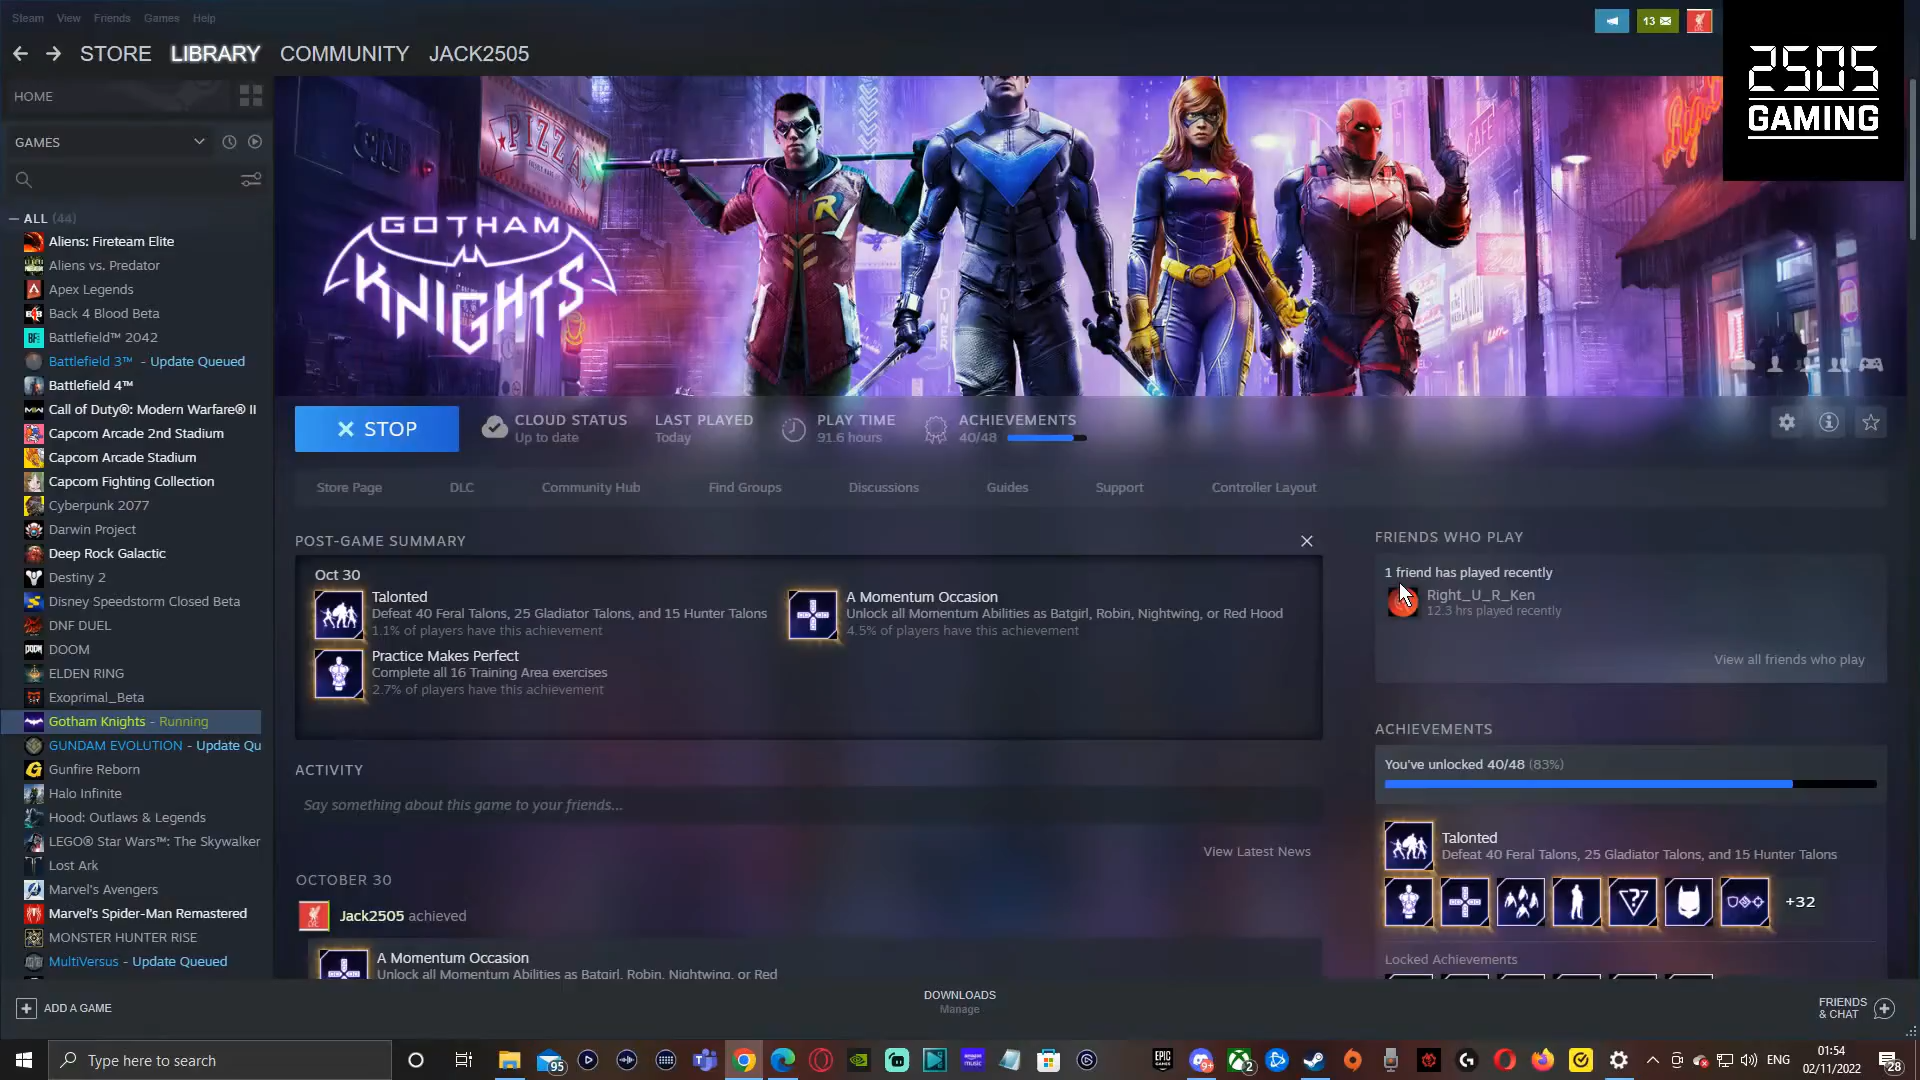 Steam View Friends Games Help
13
2505
GAMING
STORE LIBRARY COMMUNITY JACK2505
HOME
GAMES
ALL (44)
Aliens: Fireteam Elite
Aliens vs. Predator
Apex Legends
Back 4 Blood Beta
Battlefield™ 2042
Battlefield 3™ - Update Queued
Battlefield 4™
Call of Duty®: Modern Warfare® II
Capcom Arcade 2nd Stadium
Capcom Arcade Stadium
Capcom Fighting Collection
Cyberpunk 2077
Darwin Project
Deep Rock Galactic
Destiny 2
Disney Speedstorm Closed Beta
DNF DUEL
DOOM
ELDEN RING
Exoprimal_Beta
Gotham Knights - Running
GUNDAM EVOLUTION - Update Qu
Gunfire Reborn
Halo Infinite
Hood: Outlaws & Legends
LEGO® Star Wars™: The Skywalker
Lost Ark
Marvel's Avengers
Marvel's Spider-Man Remastered
MONSTER HUNTER RISE
MultiVersus - Update Queued
ADD A GAME
PIZZA
GOTHAM
KNIGHTS
DINER
STOP
CLOUD STATUS
Up to date
LAST PLAYED
Today
PLAY TIME
91.6 hours
ACHIEVEMENTS
40/48
Store Page DLC Community Hub Find Groups Discussions Guides Support Controller Layout
POST-GAME SUMMARY
Oct 30
Talonted
Defeat 40 Feral Talons, 25 Gladiator Talons, and 15 Hunter Talons
1.1% of players have this achievement
A Momentum Occasion
Unlock all Momentum Abilities as Batgirl, Robin, Nightwing, or Red Hood
4.5% of players have this achievement
Practice Makes Perfect
Complete all 16 Training Area exercises
2.7% of players have this achievement
ACTIVITY
Say something about this game to your friends...
View Latest News
OCTOBER 30
Jack2505 achieved
A Momentum Occasion
Unlock all Momentum Abilities as Batgirl, Robin, Nightwing, or Red
FRIENDS WHO PLAY
1 friend has played recently
Right_U_R_Ken
12.3 hrs played recently
View all friends who play
ACHIEVEMENTS
You've unlocked 40/48 (83%)
Talonted
Defeat 40 Feral Talons, 25 Gladiator Talons, and 15 Hunter Talons
+32
Locked Achievements
DOWNLOADS
Manage
FRIENDS
& CHAT
Type here to search
95
EPIC
GAMES
9+
2
ENG
01:54
02/11/2022
28